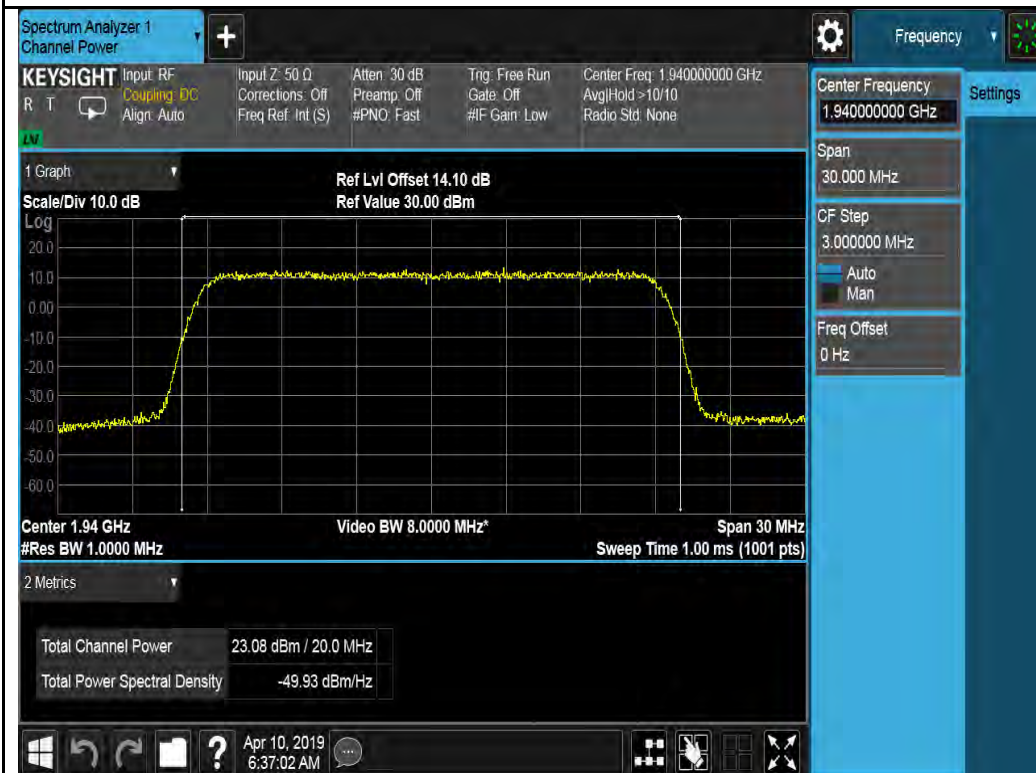 Spectrum Analyzer 1
Channel Power
Frequency
KEYSIGHT Input: RF Input Z: 50 Ω Atten: 30 dB Trig: Free Run Center Freq: 1.940000000 GHz
R T Coupling: DC Corrections: Off Preamp: Off Gate: Off Avg|Hold >10/10
Align: Auto Freq Ref: Int (S) #PNO: Fast #IF Gain: Low Radio Std: None
Center Frequency
1.940000000 GHz
Settings
Span
30.000 MHz
CF Step
3.000000 MHz
Auto
Man
Freq Offset
0 Hz
1 Graph
Ref Lvl Offset 14.10 dB
Scale/Div 10.0 dB Ref Value 30.00 dBm
Log
20.0
10.0
0.00
-10.0
-20.0
-30.0
-40.0
-50.0
-60.0
Center 1.94 GHz Video BW 8.0000 MHz* Span 30 MHz
#Res BW 1.0000 MHz Sweep Time 1.00 ms (1001 pts)
2 Metrics
Total Channel Power 23.08 dBm / 20.0 MHz
Total Power Spectral Density -49.93 dBm/Hz
?
Apr 10, 2019
6:37:02 AM